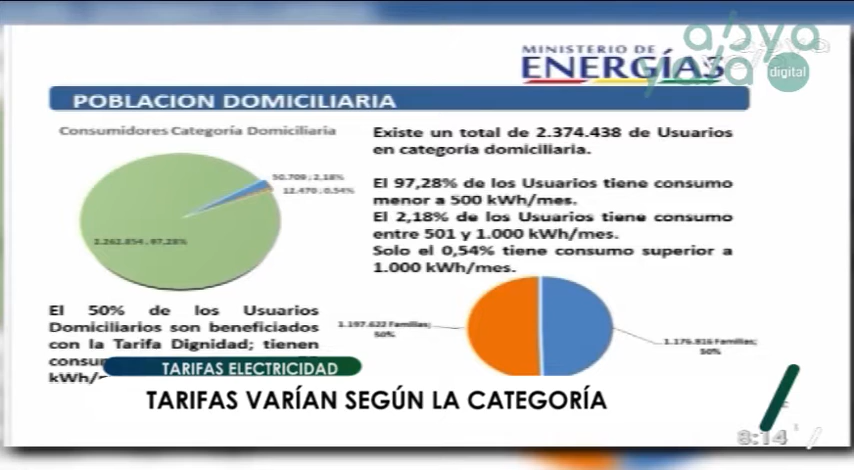 abya
yala
digital
MINISTERIO DE
ENERGÍAS
POBLACION DOMICILIARIA
Consumidores Categoría Domiciliaria
50.709 ; 2,18%
12.470 ; 0,54%
2.262.854 ; 97,28%
Existe un total de 2.374.438 de Usuarios
en categoría domiciliaria.
El 97,28% de los Usuarios tiene consumo
menor a 500 kWh/mes.
El 2,18% de los Usuarios tiene consumo
entre 501 y 1.000 kWh/mes.
Solo el 0,54% tiene consumo superior a
1.000 kWh/mes.
El 50% de los Usuarios
Domiciliarios son beneficiados
con la Tarifa Dignidad; tienen
1.197.622 Familias;
50%
1.176.816 Familias;
50%
TARIFAS ELECTRICIDAD
TARIFAS VARÍAN SEGÚN LA CATEGORÍA
8:14